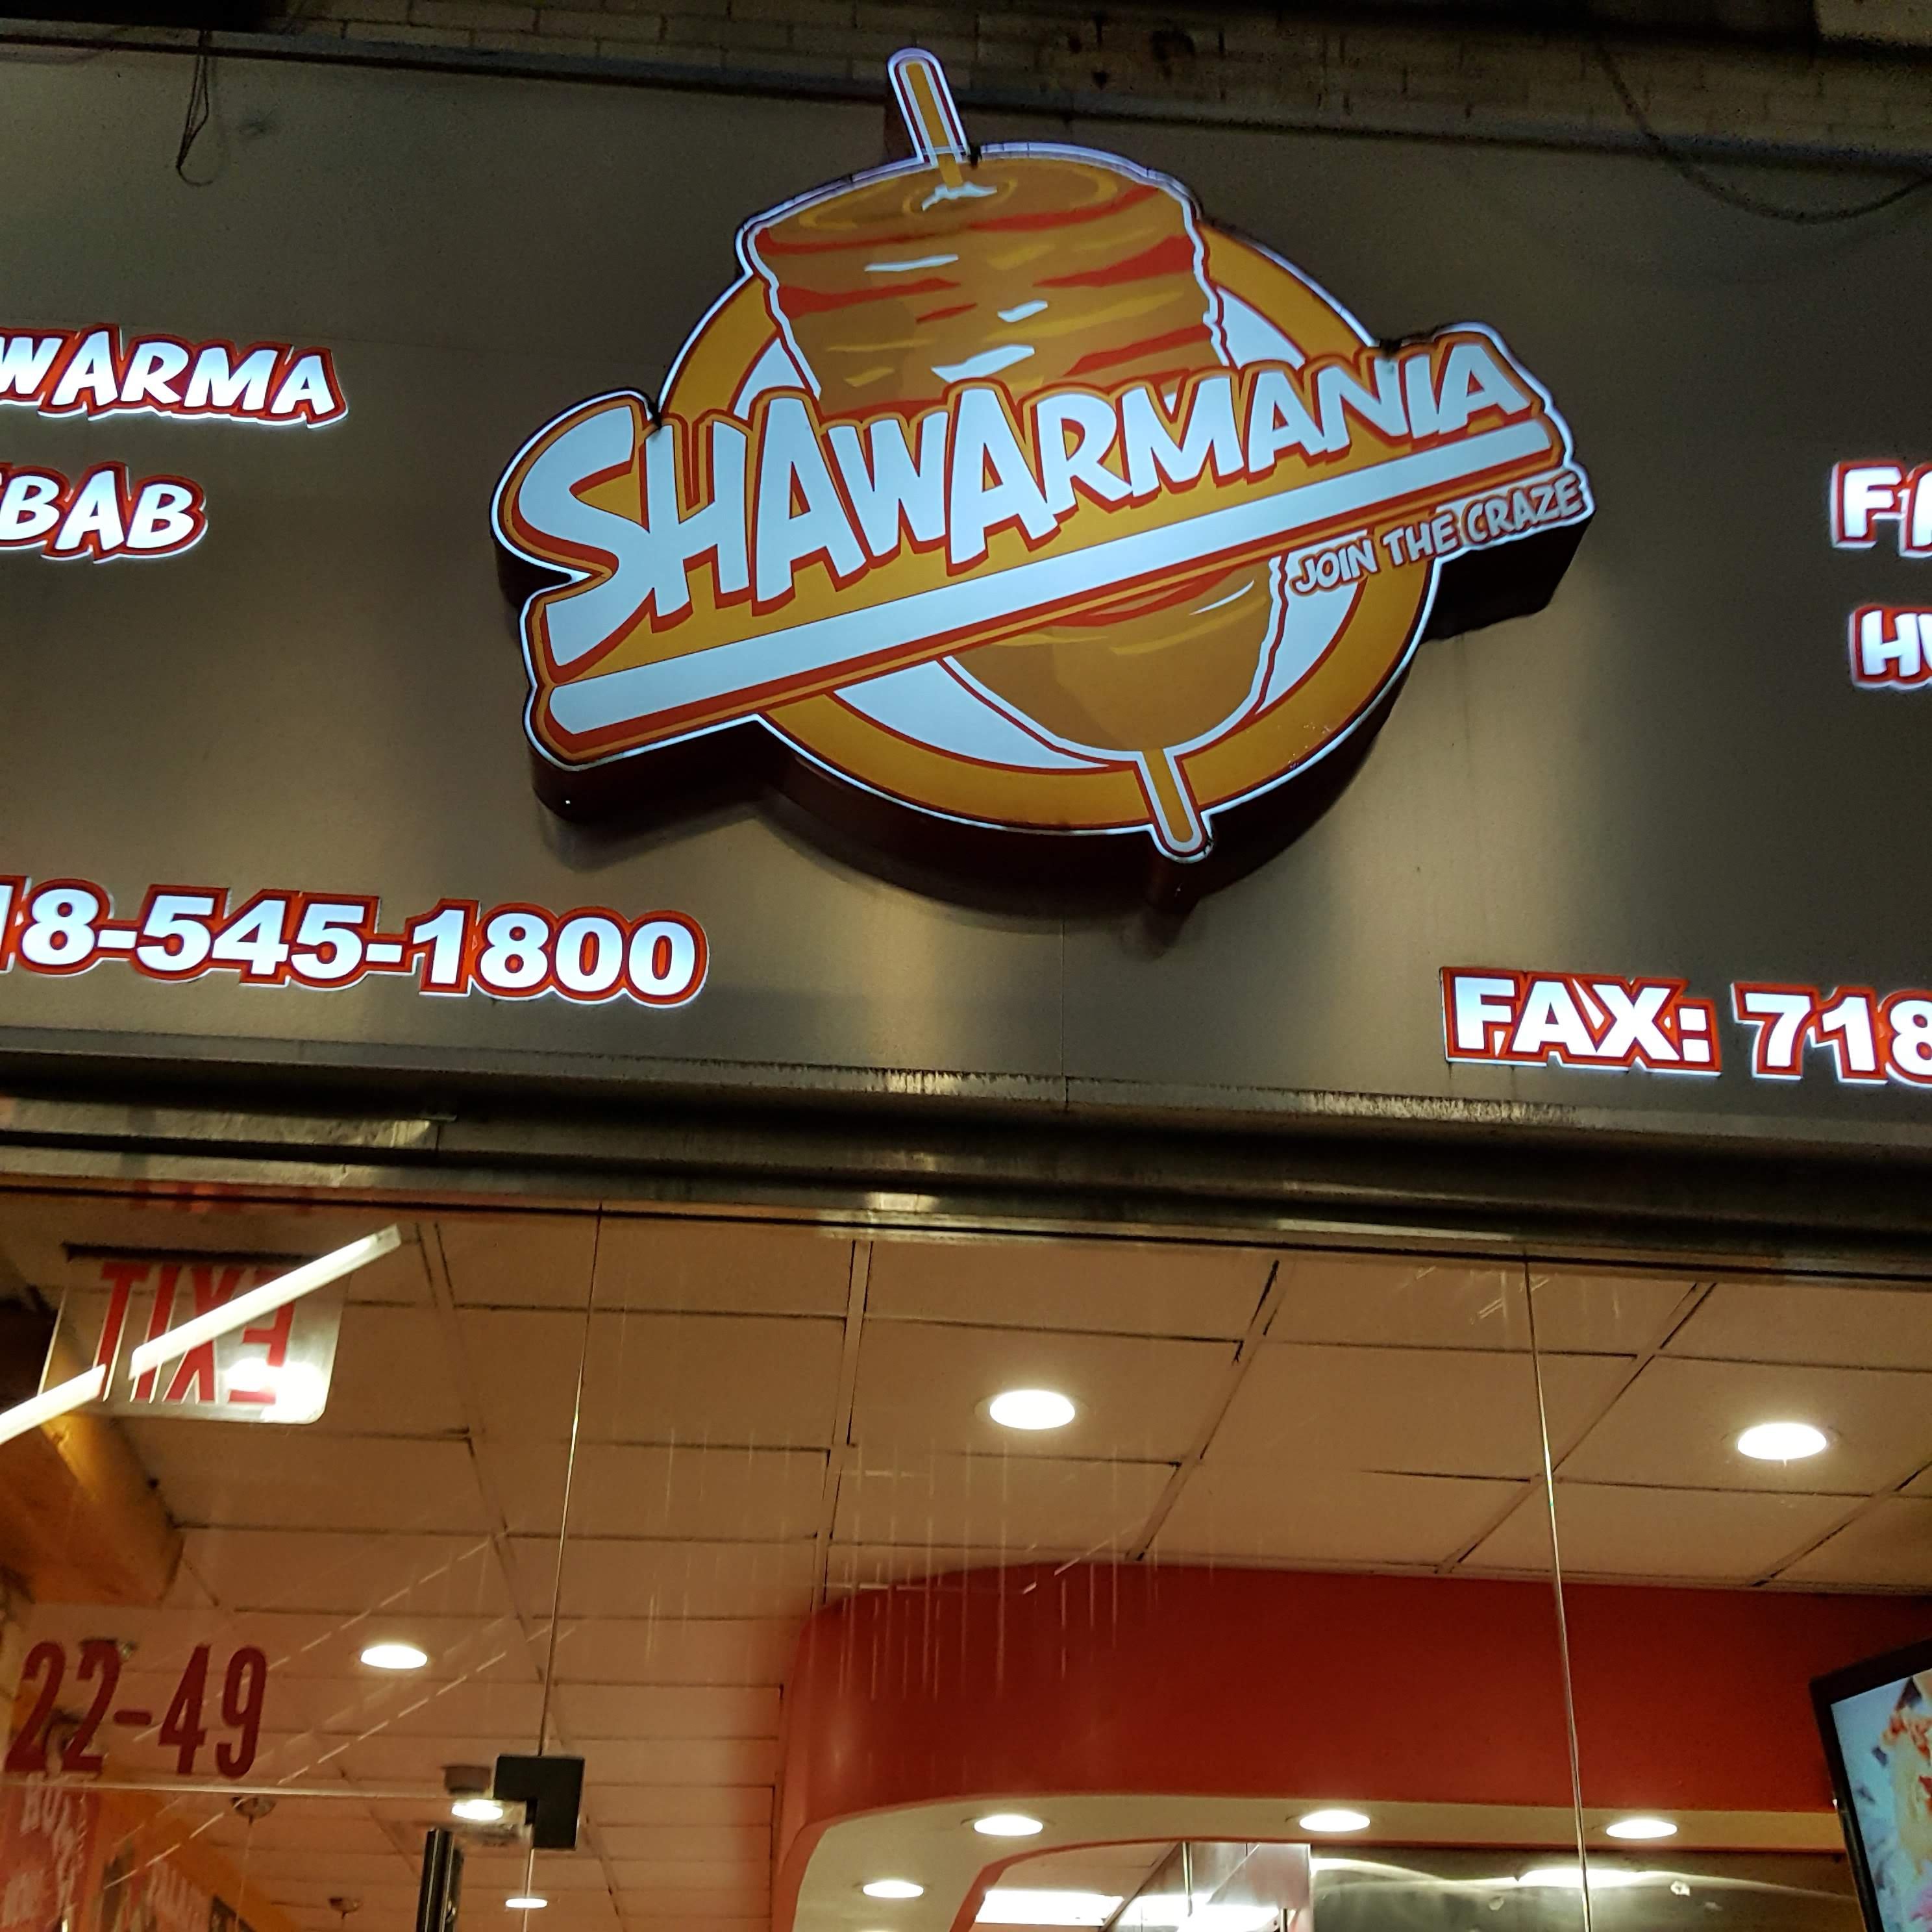 SHAWARMANIA
JOIN THE CRAZE
WARMA
BAB
18-545-1800
FAX: 718
EXIT
22-49